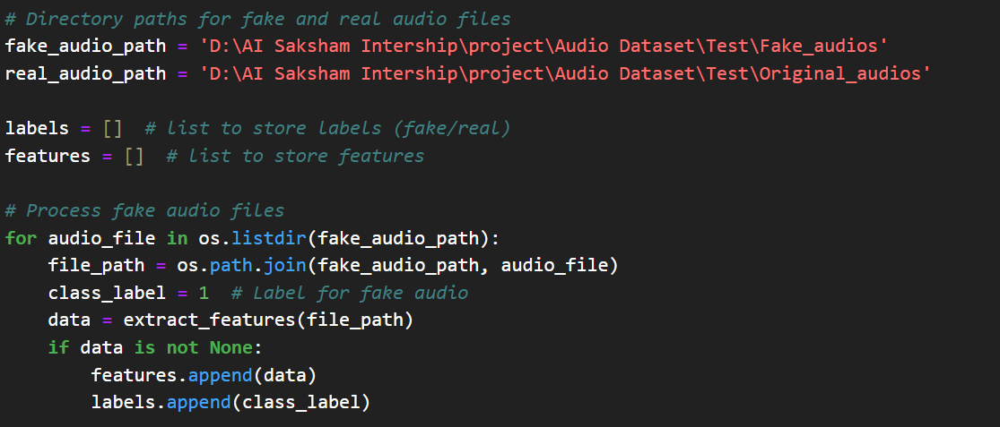 # Directory paths for fake and real audio files
fake_audio_path = 'D:\AI Saksham Intership\project\Audio Dataset\Test\Fake_audios'
real_audio_path = 'D:\AI Saksham Intership\project\Audio Dataset\Test\Original_audios'

labels = []  # list to store labels (fake/real)
features = []  # list to store features

# Process fake audio files
for audio_file in os.listdir(fake_audio_path):
    file_path = os.path.join(fake_audio_path, audio_file)
    class_label = 1  # Label for fake audio
    data = extract_features(file_path)
    if data is not None:
        features.append(data)
        labels.append(class_label)